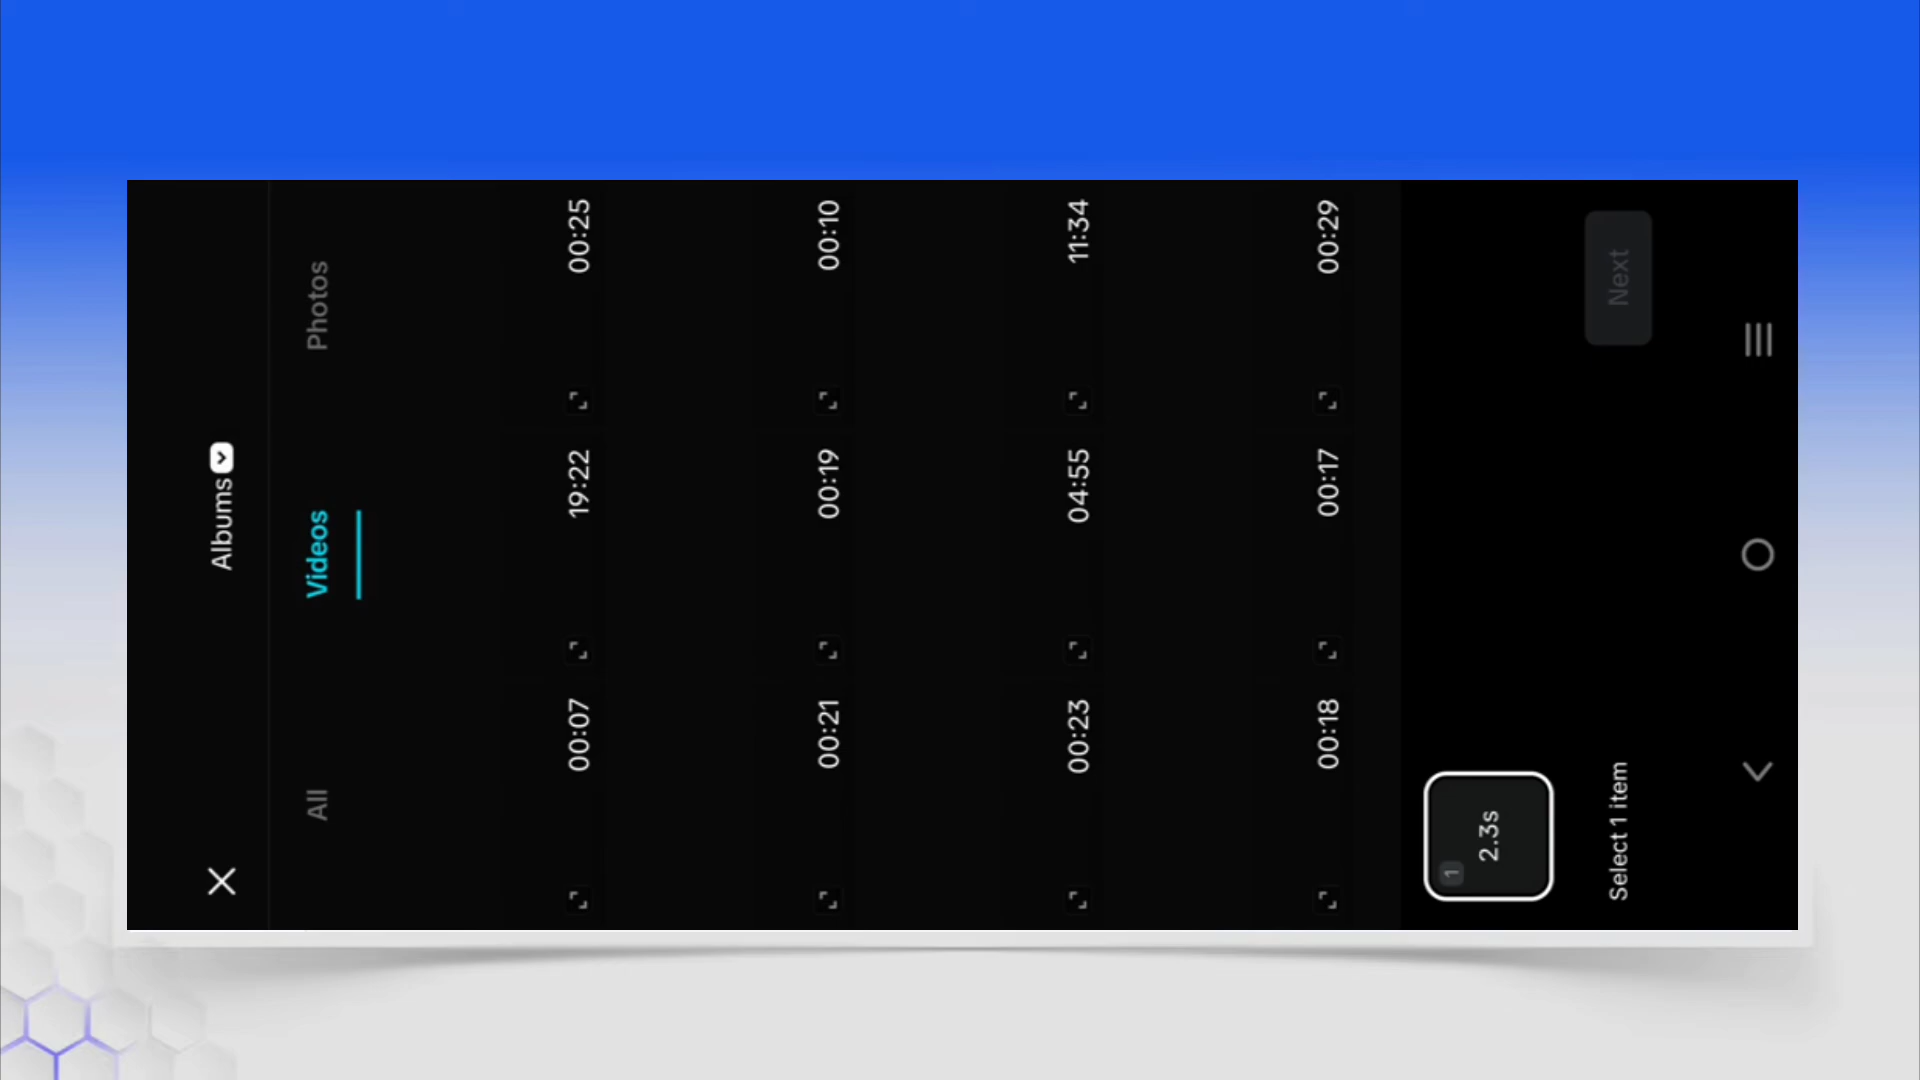 Albums
All Videos Photos
00:07 19:22 00:25
00:21 00:19 00:10
00:23 04:55 11:34
00:18 00:17 00:29
1
2.3s
Select 1 item Next